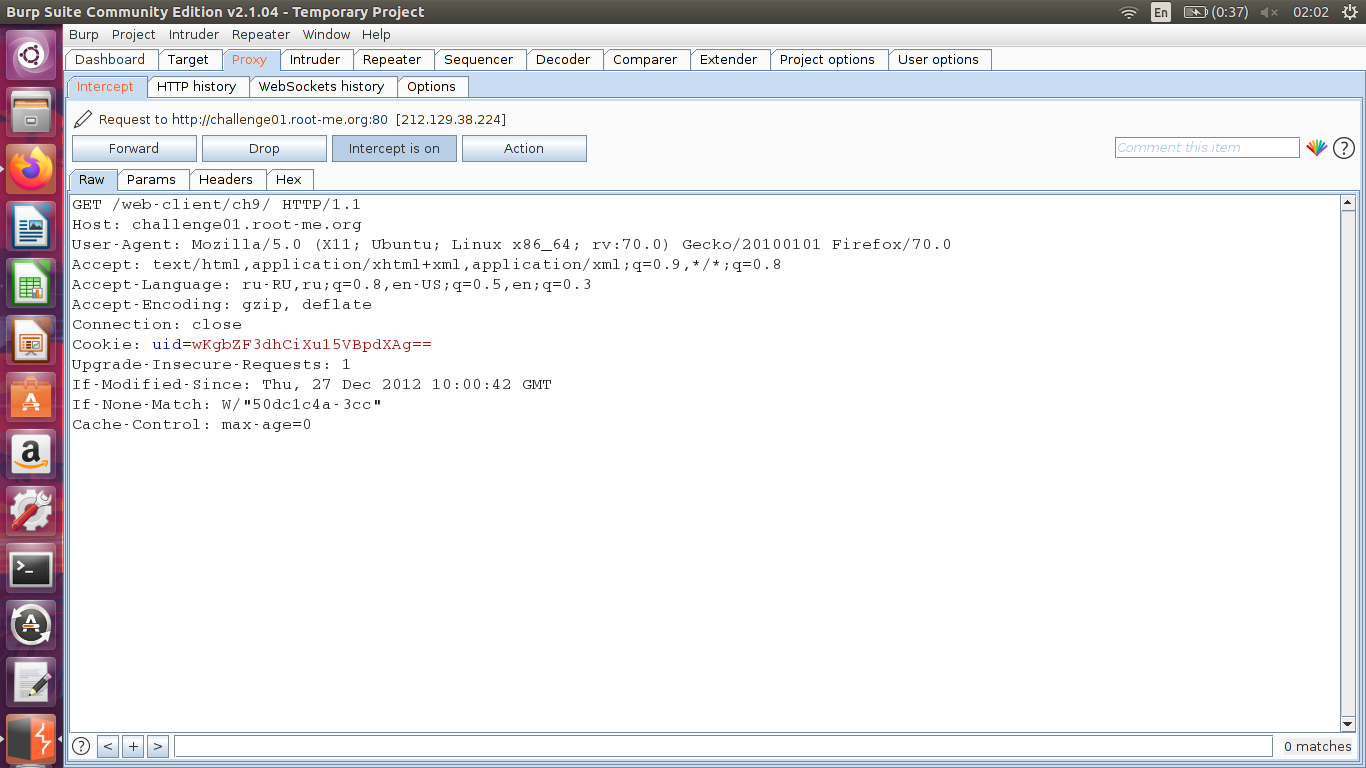 Burp Suite Community Edition v2.1.04 - Temporary Project En (0:37) 02:02
Burp Project Intruder Repeater Window Help
Dashboard Target Proxy Intruder Repeater Sequencer Decoder Comparer Extender Project options User options
Intercept HTTP history WebSockets history Options
Request to http://challenge01.root-me.org:80 [212.129.38.224]
Forward Drop Intercept is on Action Comment this item ?
Raw Params Headers Hex
GET /web-client/ch9/ HTTP/1.1
Host: challenge01.root-me.org
User-Agent: Mozilla/5.0 (X11; Ubuntu; Linux x86_64; rv:70.0) Gecko/20100101 Firefox/70.0
Accept: text/html,application/xhtml+xml,application/xml;q=0.9,*/*;q=0.8
Accept-Language: ru-RU,ru;q=0.8,en-US;q=0.5,en;q=0.3
Accept-Encoding: gzip, deflate
Connection: close
Cookie: uid=wKgbZF3dhCiXu15VBpdXAg==
Upgrade-Insecure-Requests: 1
If-Modified-Since: Thu, 27 Dec 2012 10:00:42 GMT
If-None-Match: W/"50dc1c4a-3cc"
Cache-Control: max-age=0
? < + > 0 matches